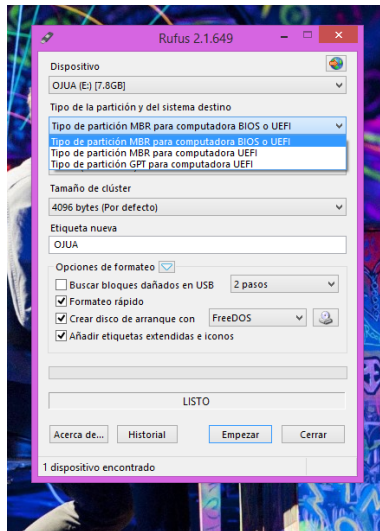 Rufus 2.1.649
Dispositivo
OJUA (E:) [7.8GB]
Tipo de la partición y del sistema destino
Tipo de partición MBR para computadora BIOS o UEFI
Tipo de partición MBR para computadora BIOS o UEFI
Tipo de partición MBR para computadora UEFI
Tipo de partición GPT para computadora UEFI
Tamaño de clúster
4096 bytes (Por defecto)
Etiqueta nueva
OJUA
Opciones de formateo
Buscar bloques dañados en USB 2 pasos
Formateo rápido
Crear disco de arranque con FreeDOS
Añadir etiquetas extendidas e iconos
LISTO
Acerca de... Historial Empezar Cerrar
1 dispositivo encontrado